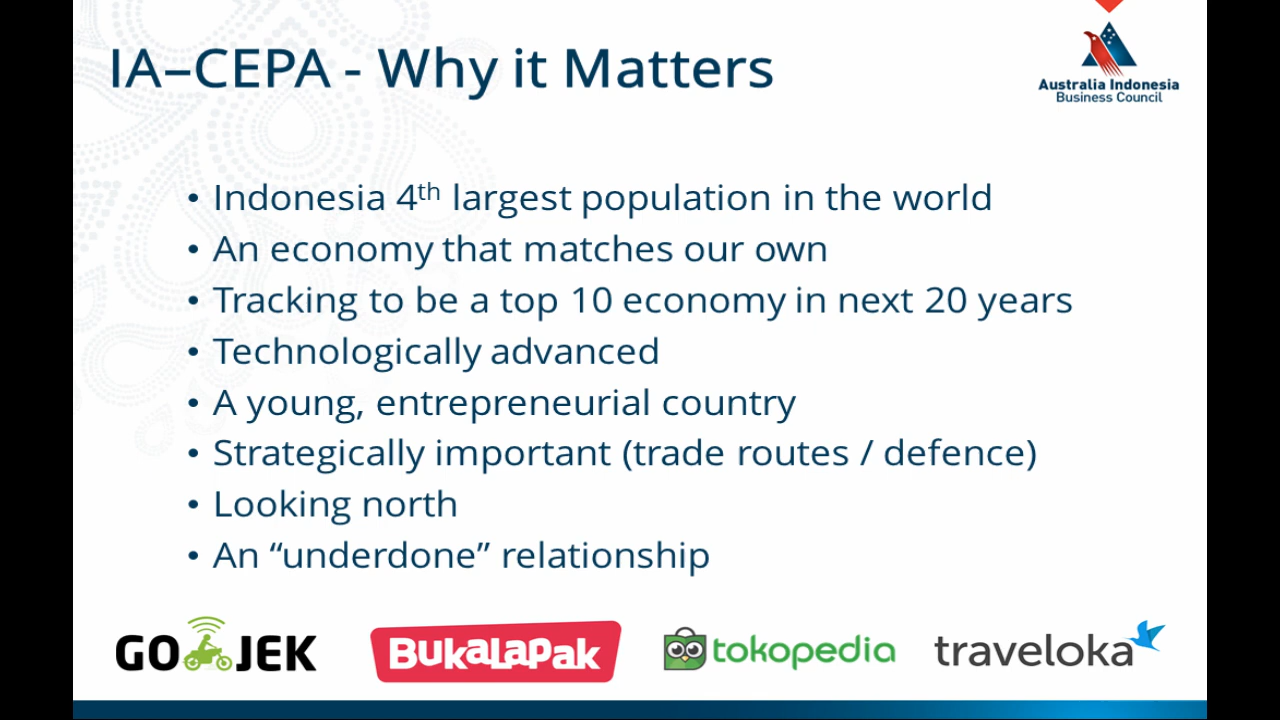 IA–CEPA - Why it Matters
Australia Indonesia
Business Council
• Indonesia 4th largest population in the world
• An economy that matches our own
• Tracking to be a top 10 economy in next 20 years
• Technologically advanced
• A young, entrepreneurial country
• Strategically important (trade routes / defence)
• Looking north
• An “underdone” relationship
GO JEK
BukaLapak
tokopedia
traveloka